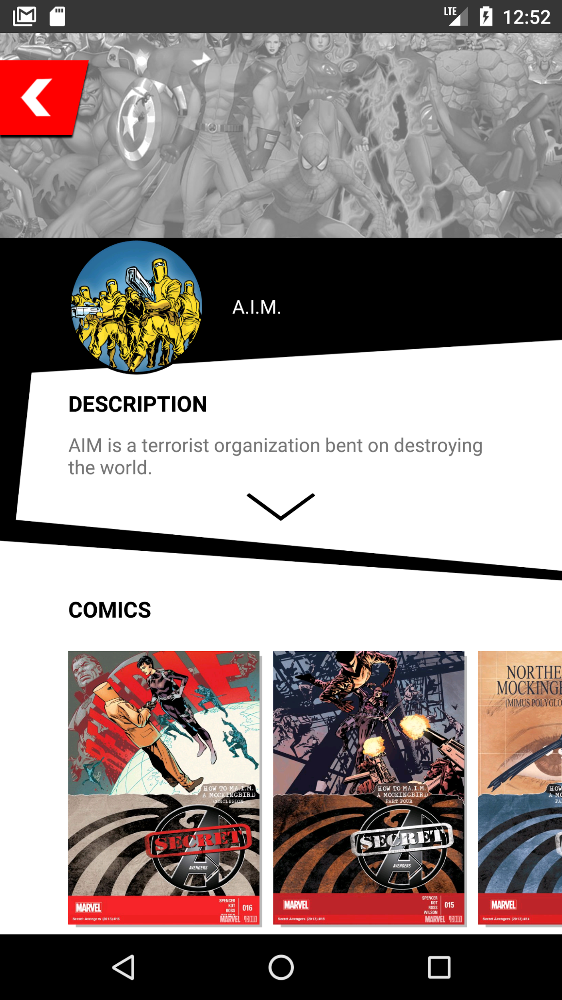 LTE 12:52
A.I.M.
DESCRIPTION
AIM is a terrorist organization bent on destroying
the world.
COMICS
HOW TO MA.I.M.
A MOCKINGBIRD
CONCLUSION
SECRET
AVENGERS
MARVEL
SPENCER
KOT
ROSS
WILSON
016
Secret Avengers (2013) #16
MARVEL .COM
HOW TO MA.I.M.
A MOCKINGBIRD
PART FOUR
SECRET
AVENGERS
MARVEL
SPENCER
KOT
ROSS
WILSON
015
Secret Avengers (2013) #15
MARVEL .COM
NORTHE
MOCKINGB
(MIMUS POLYGLO
HOW
A MO
PA
MARVEL
Secret Avengers (2013) #14